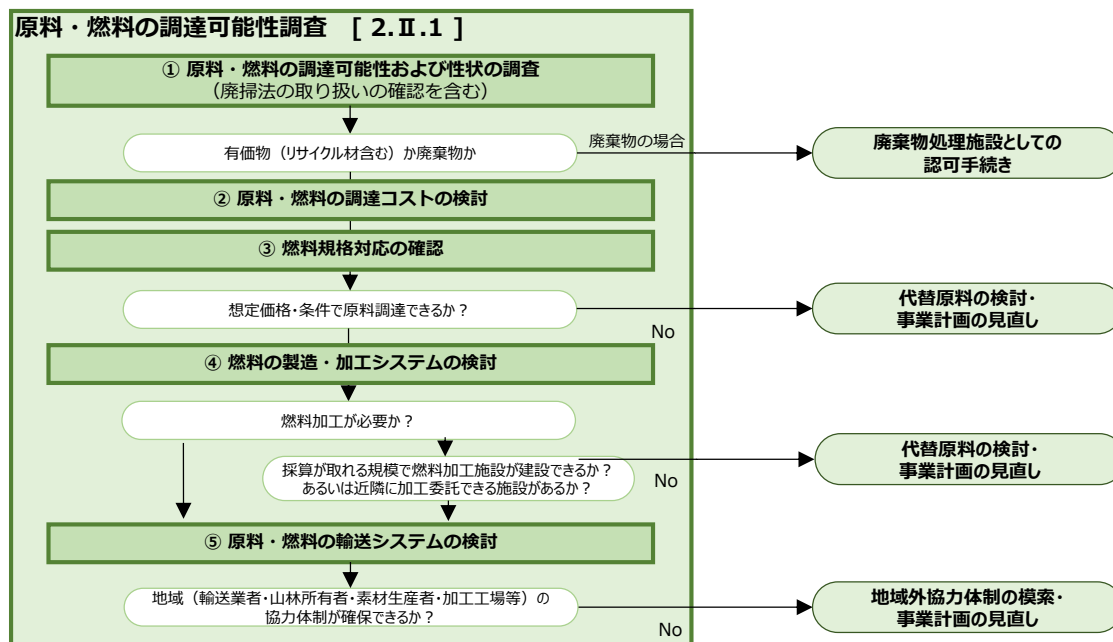 原料・燃料の調達可能性調査 [ 2.Ⅱ.1 ]
① 原料・燃料の調達可能性および性状の調査
（廃掃法の取り扱いの確認を含む）
有価物（リサイクル材含む）か廃棄物か
廃棄物の場合
廃棄物処理施設としての
認可手続き
② 原料・燃料の調達コストの検討
③ 燃料規格対応の確認
想定価格・条件で原料調達できるか？
No
代替原料の検討・
事業計画の見直し
④ 燃料の製造・加工システムの検討
燃料加工が必要か？
採算が取れる規模で燃料加工施設が建設できるか？
あるいは近隣に加工委託できる施設があるか？
No
代替原料の検討・
事業計画の見直し
⑤ 原料・燃料の輸送システムの検討
地域（輸送業者・山林所有者・素材生産者・加工工場等）の
協力体制が確保できるか？
No
地域外協力体制の模索・
事業計画の見直し